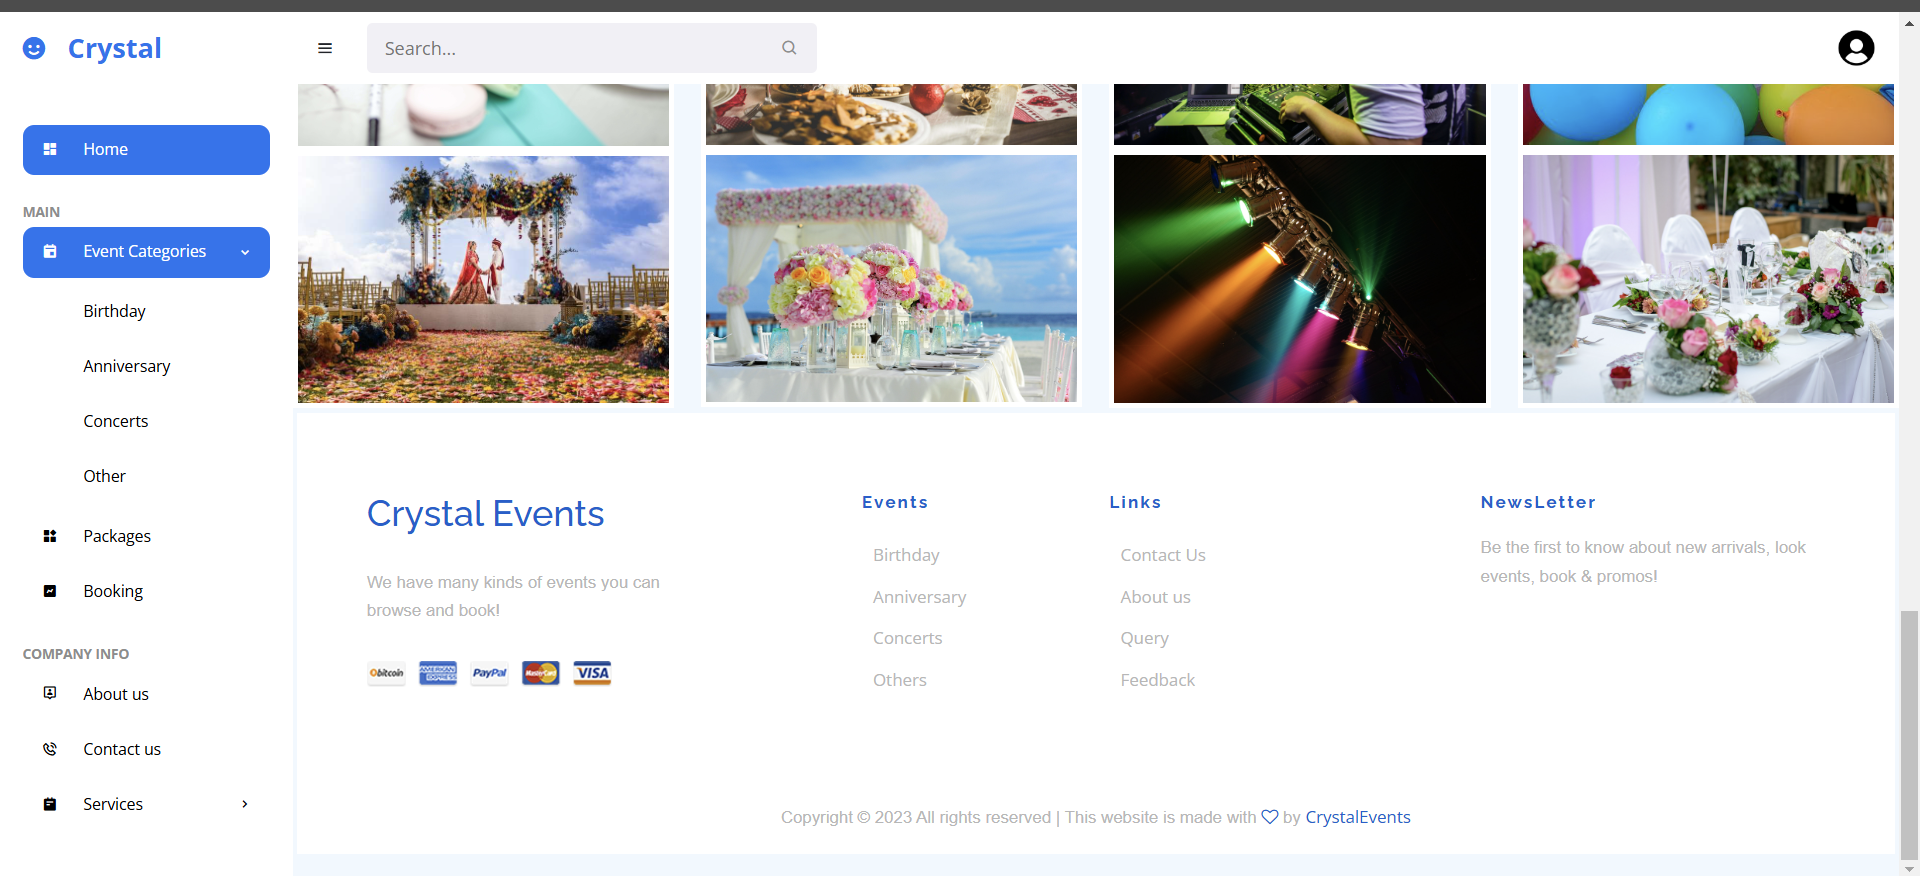 Crystal
Search...
Home
MAIN
Event Categories
Birthday
Anniversary
Concerts
Other
Packages
Booking
COMPANY INFO
About us
Contact us
Services
Crystal Events
We have many kinds of events you can
browse and book!
bitcoin AMERICAN EXPRESS PayPal MasterCard VISA
Events
Birthday
Anniversary
Concerts
Others
Links
Contact Us
About us
Query
Feedback
NewsLetter
Be the first to know about new arrivals, look
events, book & promos!
Copyright © 2023 All rights reserved | This website is made with ♡ by CrystalEvents